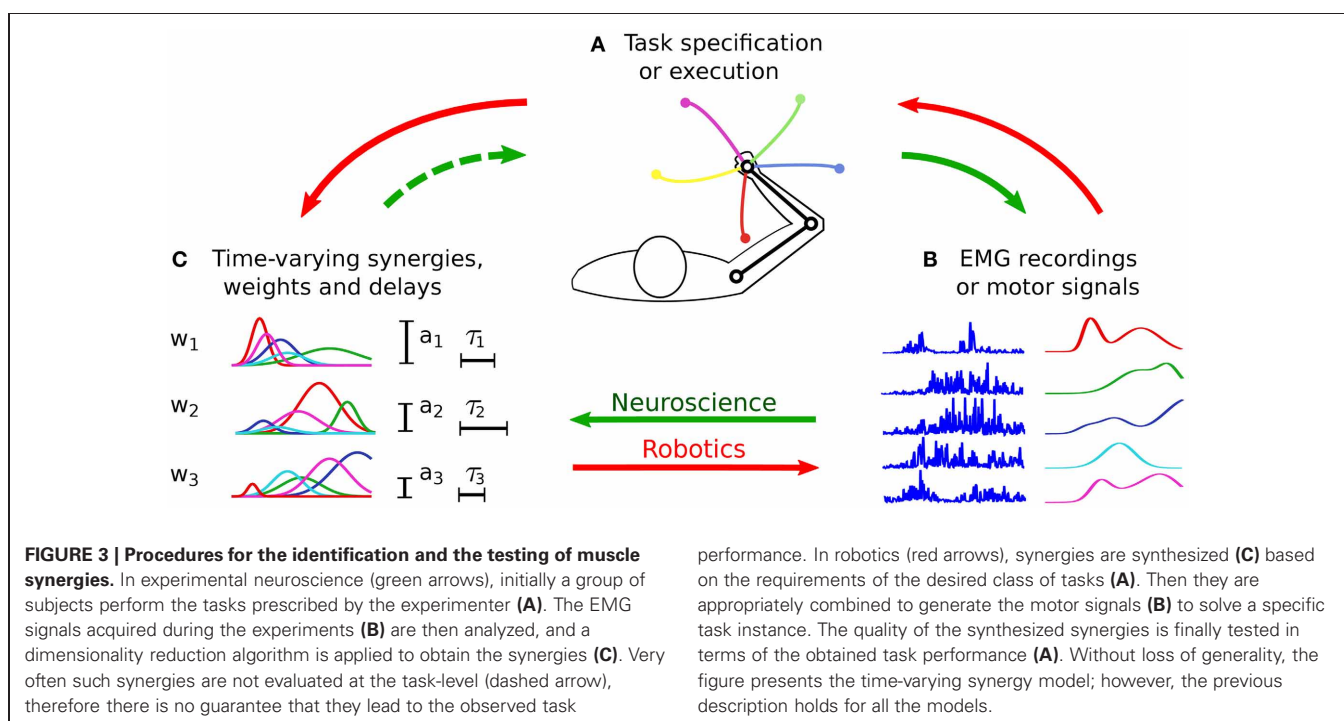 A Task specification
or execution
C Time-varying synergies,
weights and delays
B EMG recordings
or motor signals
w1 a1 τ1
w2 a2 τ2
w3 a3 τ3
Neuroscience
Robotics
FIGURE 3 | Procedures for the identification and the testing of muscle
synergies. In experimental neuroscience (green arrows), initially a group of
subjects perform the tasks prescribed by the experimenter (A). The EMG
signals acquired during the experiments (B) are then analyzed, and a
dimensionality reduction algorithm is applied to obtain the synergies (C). Very
often such synergies are not evaluated at the task-level (dashed arrow),
therefore there is no guarantee that they lead to the observed task
performance. In robotics (red arrows), synergies are synthesized (C) based
on the requirements of the desired class of tasks (A). Then they are
appropriately combined to generate the motor signals (B) to solve a specific
task instance. The quality of the synthesized synergies is finally tested in
terms of the obtained task performance (A). Without loss of generality, the
figure presents the time-varying synergy model; however, the previous
description holds for all the models.